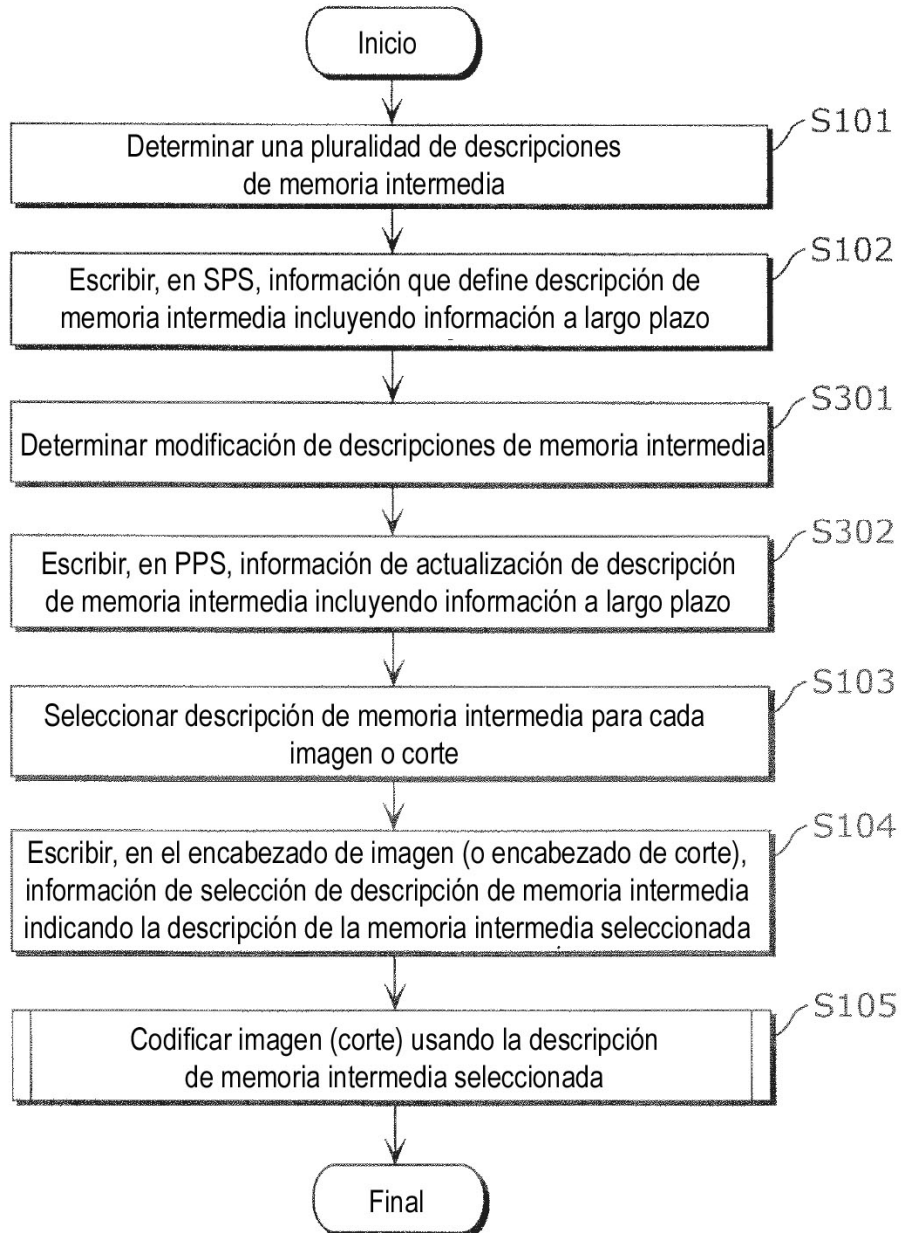 Inicio
S101
Determinar una pluralidad de descripciones
de memoria intermedia
S102
Escribir, en SPS, información que define descripción de
memoria intermedia incluyendo información a largo plazo
S301
Determinar modificación de descripciones de memoria intermedia
S302
Escribir, en PPS, información de actualización de descripción
de memoria intermedia incluyendo información a largo plazo
S103
Seleccionar descripción de memoria intermedia para cada
imagen o corte
S104
Escribir, en el encabezado de imagen (o encabezado de corte),
información de selección de descripción de memoria intermedia
indicando la descripción de la memoria intermedia seleccionada
S105
Codificar imagen (corte) usando la descripción
de memoria intermedia seleccionada
Final